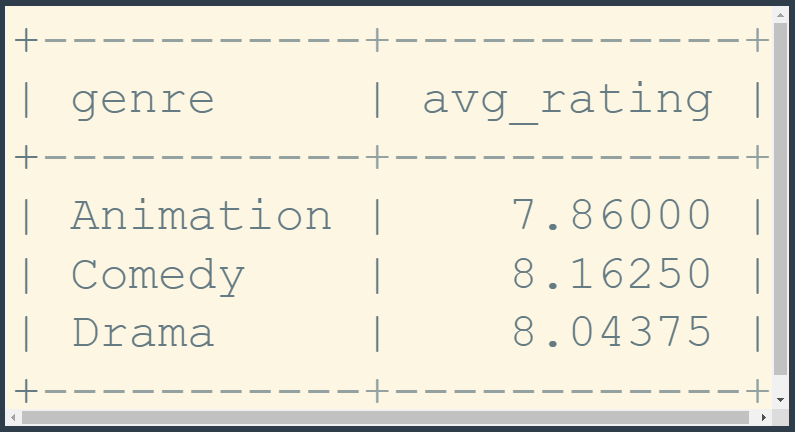 +-----------+------------+
| genre     | avg_rating |
+-----------+------------+
| Animation |    7.86000 |
| Comedy    |    8.16250 |
| Drama     |    8.04375 |
+-----------+------------+